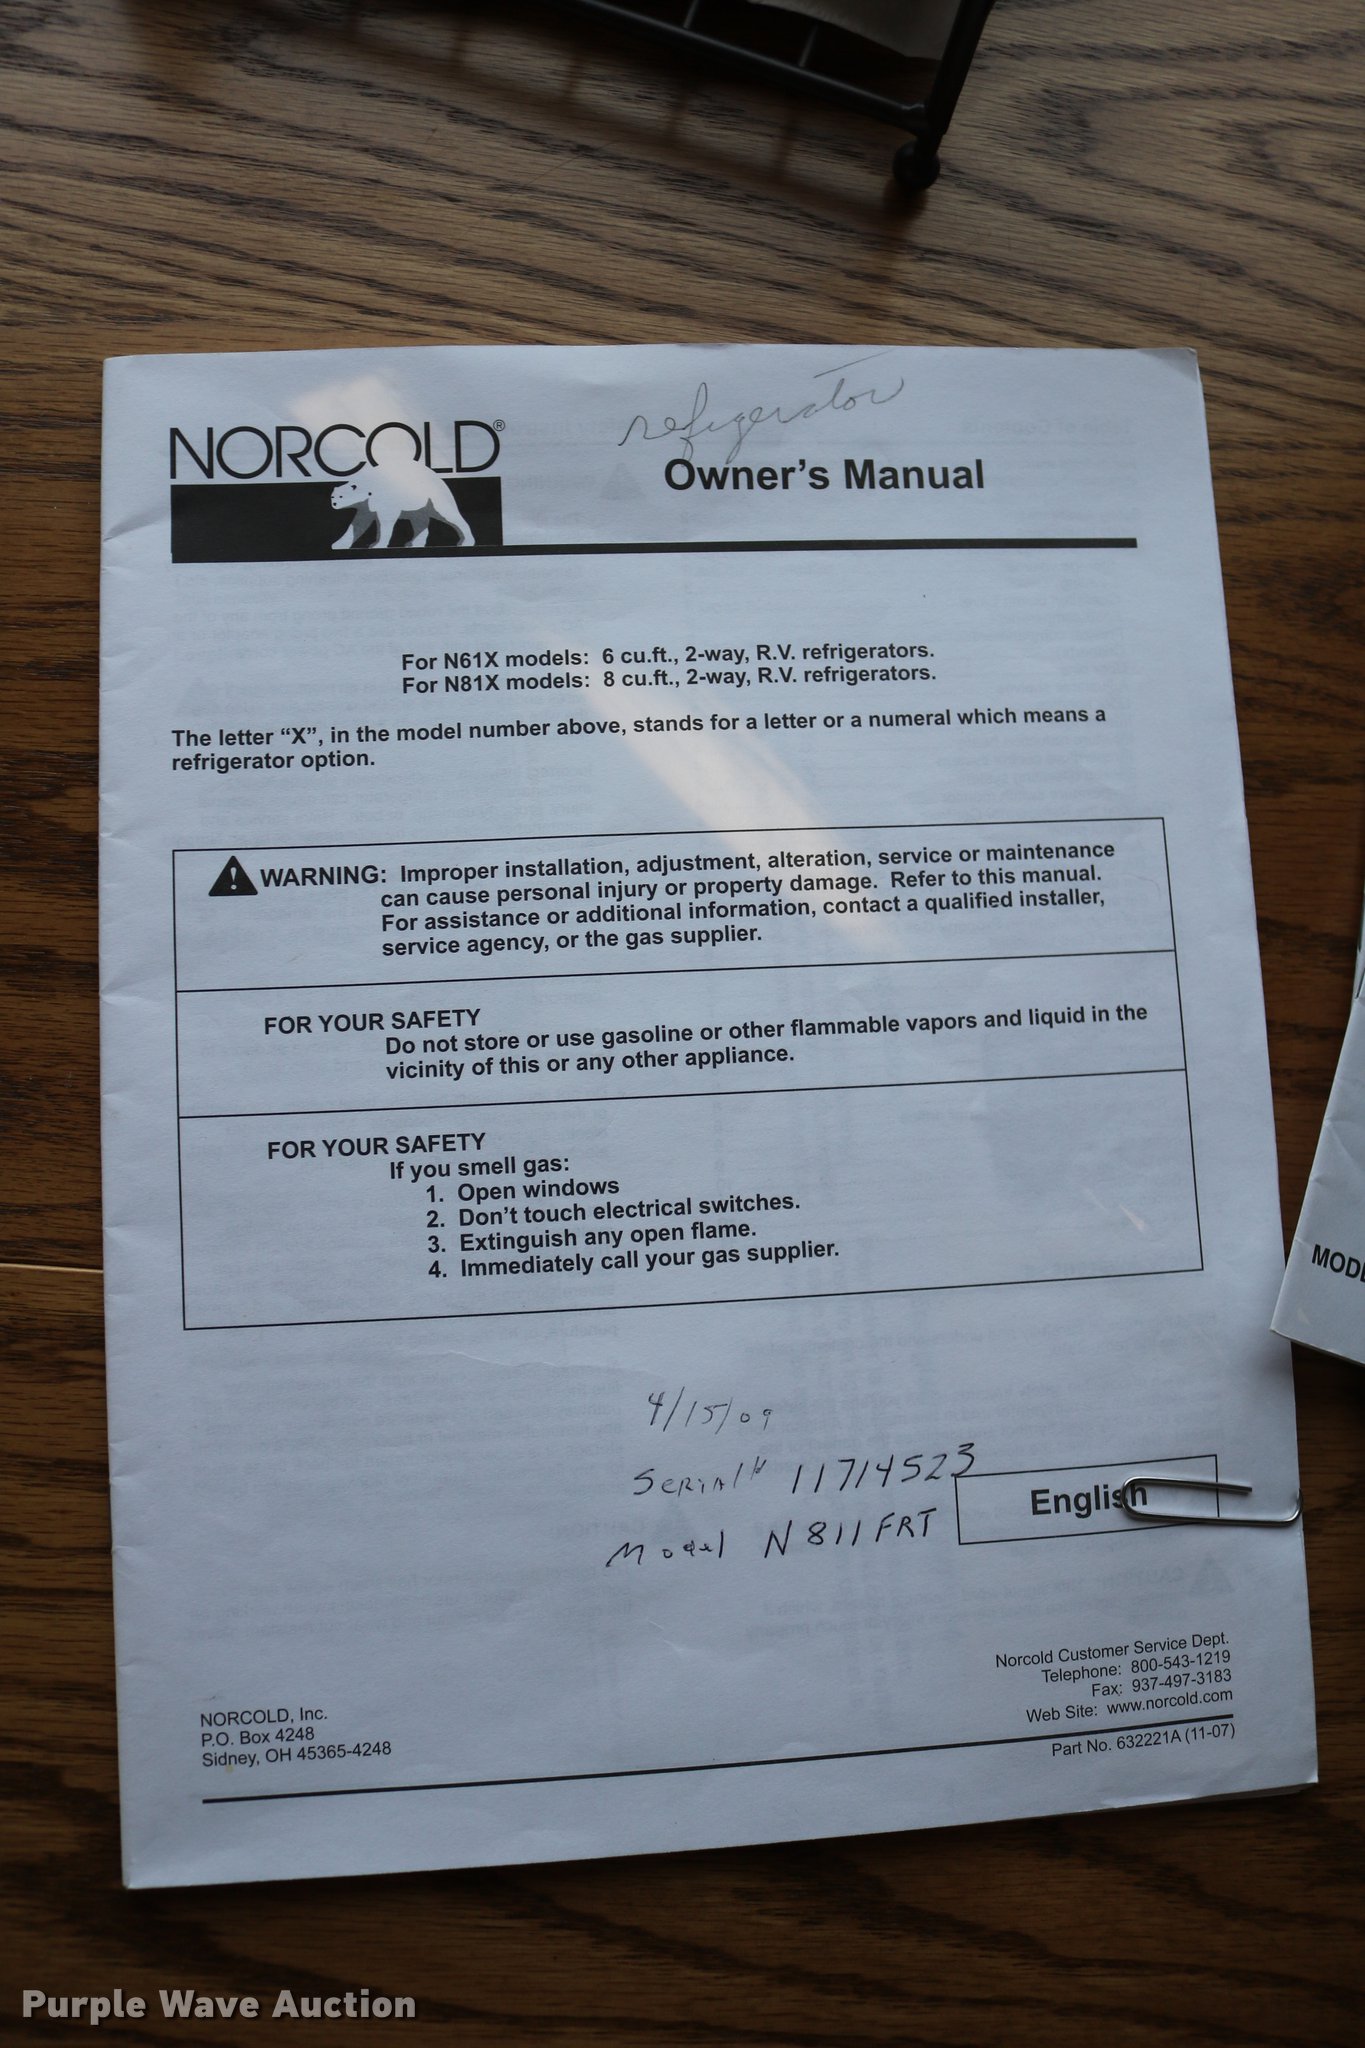 refigerator
NORCOLD®
Owner's Manual
For N61X models: 6 cu.ft., 2-way, R.V. refrigerators.
For N81X models: 8 cu.ft., 2-way, R.V. refrigerators.
The letter “X”, in the model number above, stands for a letter or a numeral which means a
refrigerator option.
WARNING: Improper installation, adjustment, alteration, service or maintenance
can cause personal injury or property damage. Refer to this manual.
For assistance or additional information, contact a qualified installer,
service agency, or the gas supplier.
FOR YOUR SAFETY
Do not store or use gasoline or other flammable vapors and liquid in the
vicinity of this or any other appliance.
FOR YOUR SAFETY
If you smell gas:
1. Open windows
2. Don't touch electrical switches.
3. Extinguish any open flame.
4. Immediately call your gas supplier.
4/15/09
Serial # 11714523
Model N811FRT
English
Norcold Customer Service Dept.
Telephone: 800-543-1219
Fax: 937-497-3183
Web Site: www.norcold.com
Part No. 632221A (11-07)
NORCOLD, Inc.
P.O. Box 4248
Sidney, OH 45365-4248
Purple Wave Auction